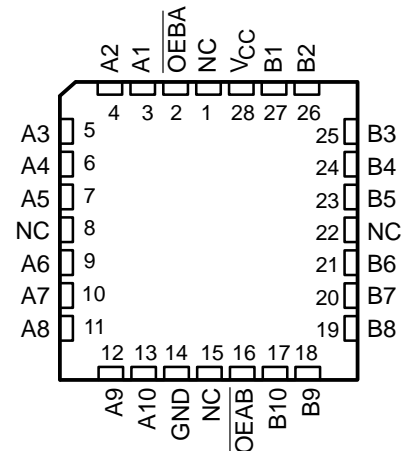 A2 A1 OEBA NC VCC B1 B2
4 3 2 1 28 27 26
A3 5 25 B3
A4 6 24 B4
A5 7 23 B5
NC 8 22 NC
A6 9 21 B6
A7 10 20 B7
A8 11 19 B8
12 13 14 15 16 17 18
A9 A10 GND NC OEAB B10 B9